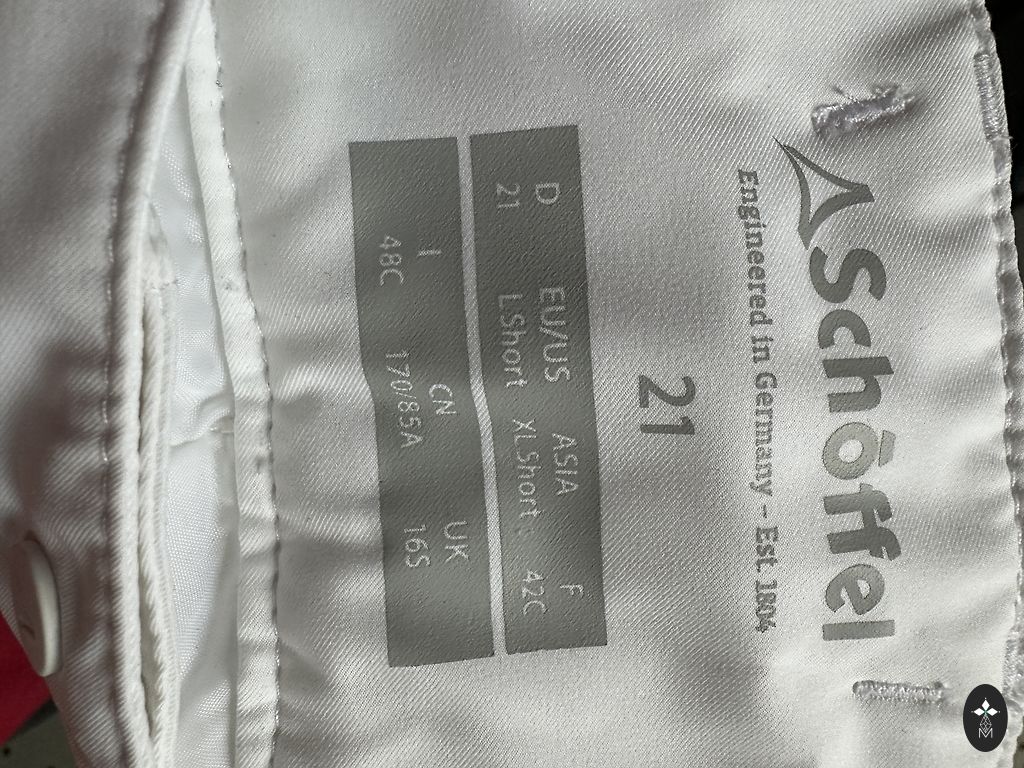 Schöffel
Engineered in Germany – Est. 1804
21
D EU/US ASIA F
21 LShort XLShort 42C
I CN UK
48C 170/85A 16S
M